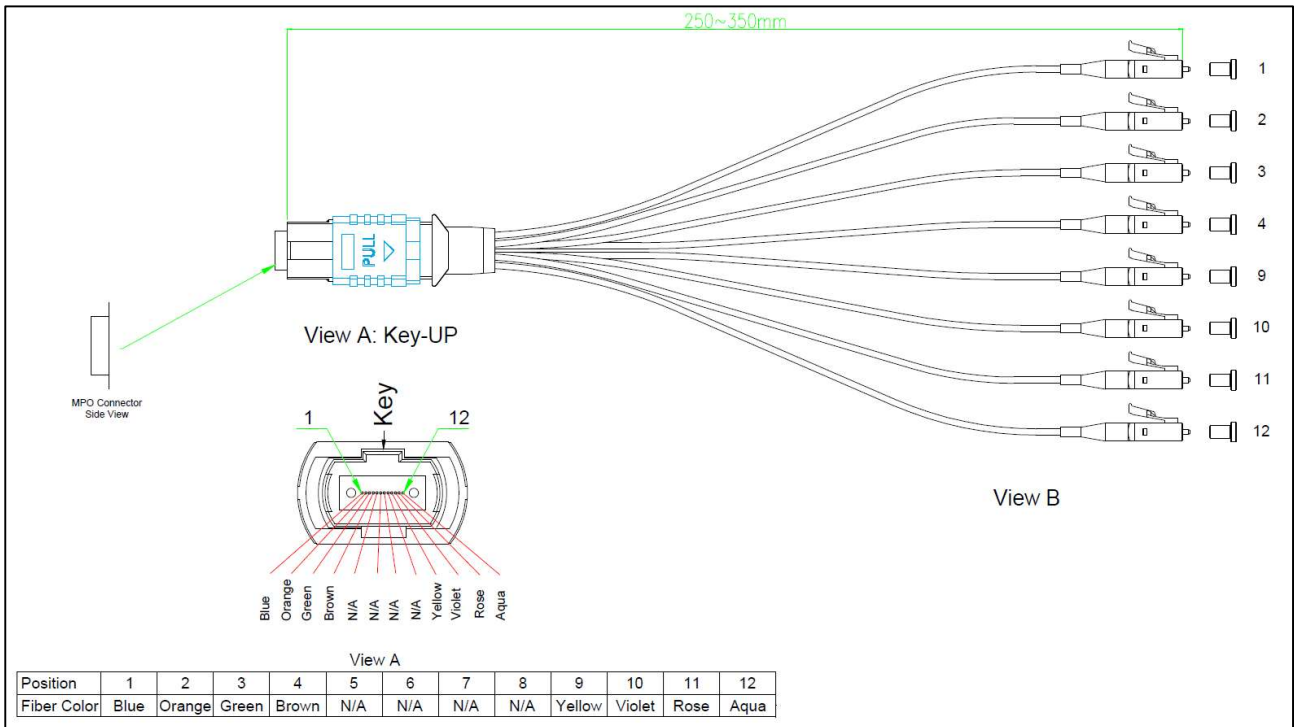 250~350mm
1
2
3
4
9
10
11
12
PULL
View A: Key-UP
MPO Connector
Side View
Key
1
12
View B
Blue
Orange
Green
Brown
N/A
N/A
N/A
N/A
Yellow
Violet
Rose
Aqua
View A
Position 1 2 3 4 5 6 7 8 9 10 11 12
Fiber Color Blue Orange Green Brown N/A N/A N/A N/A Yellow Violet Rose Aqua